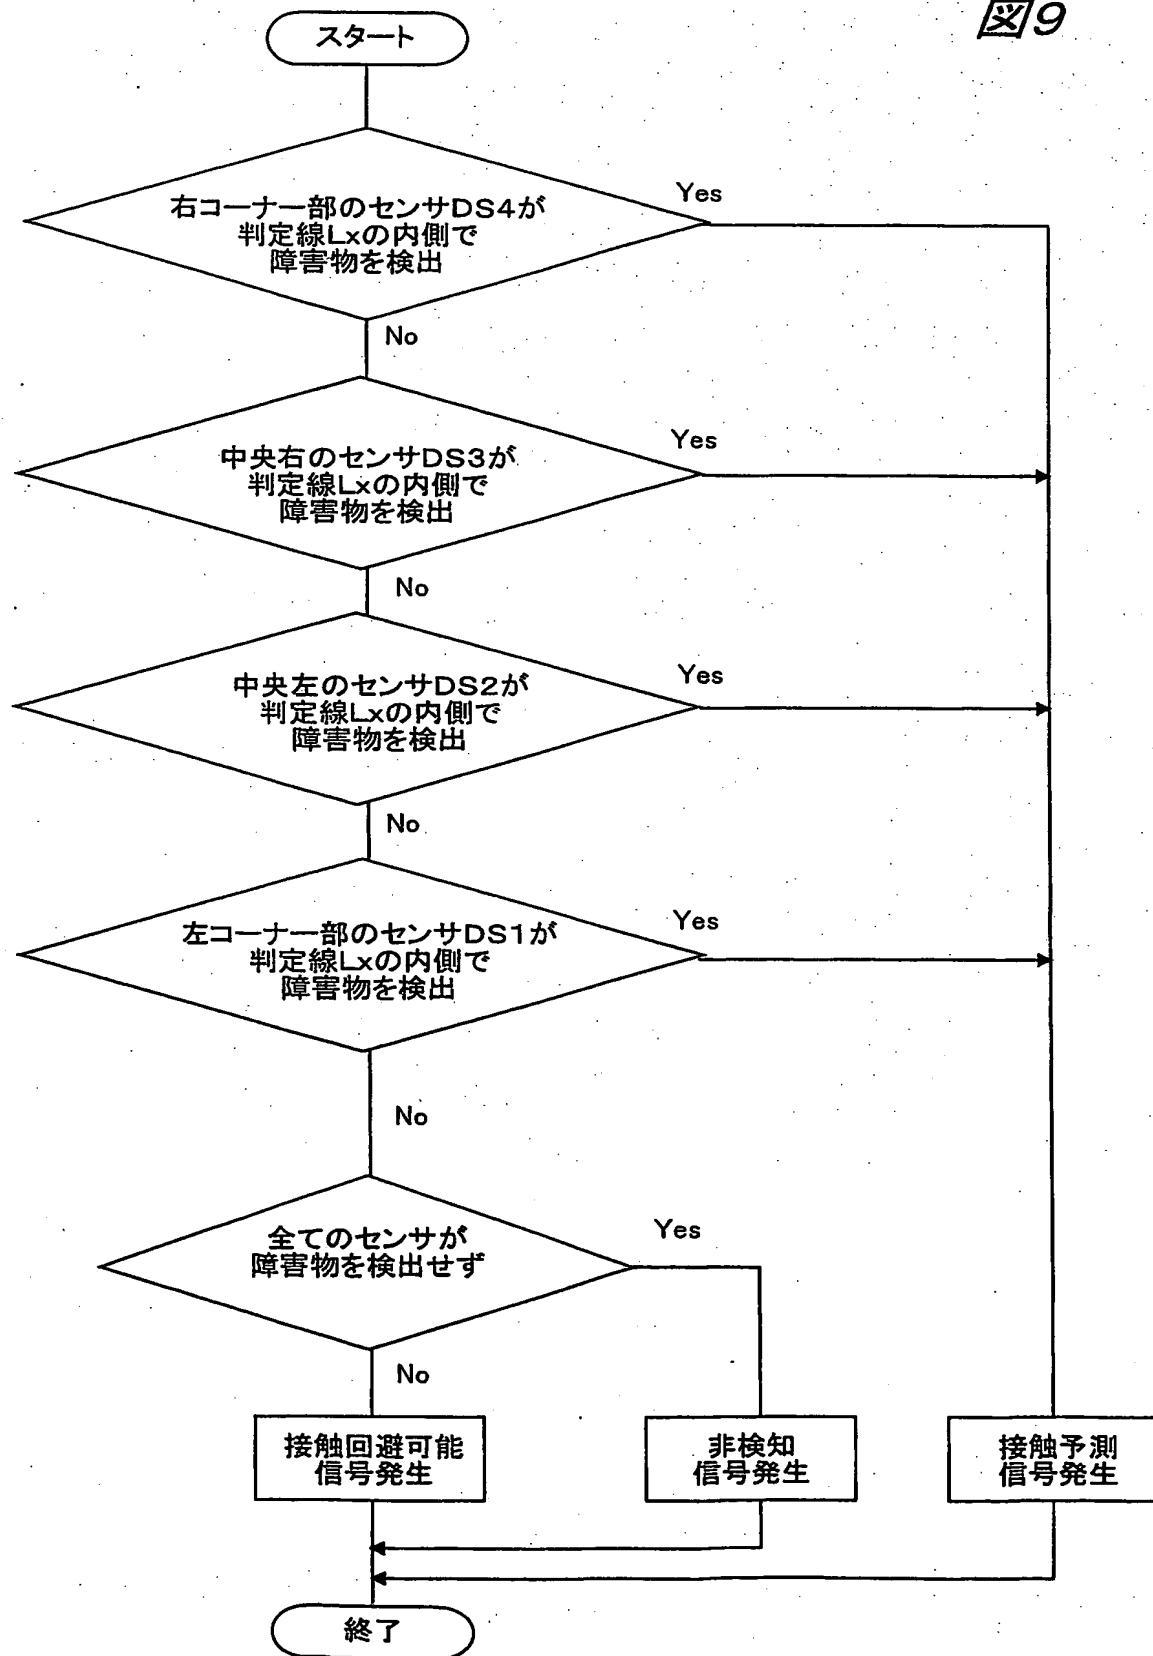 図9
スタート
右コーナー部のセンサDS4が
判定線Lxの内側で
障害物を検出
Yes
No
中央右のセンサDS3が
判定線Lxの内側で
障害物を検出
Yes
No
中央左のセンサDS2が
判定線Lxの内側で
障害物を検出
Yes
No
左コーナー部のセンサDS1が
判定線Lxの内側で
障害物を検出
Yes
No
全てのセンサが
障害物を検出せず
Yes
No
接触回避可能
信号発生
非検知
信号発生
接触予測
信号発生
終了